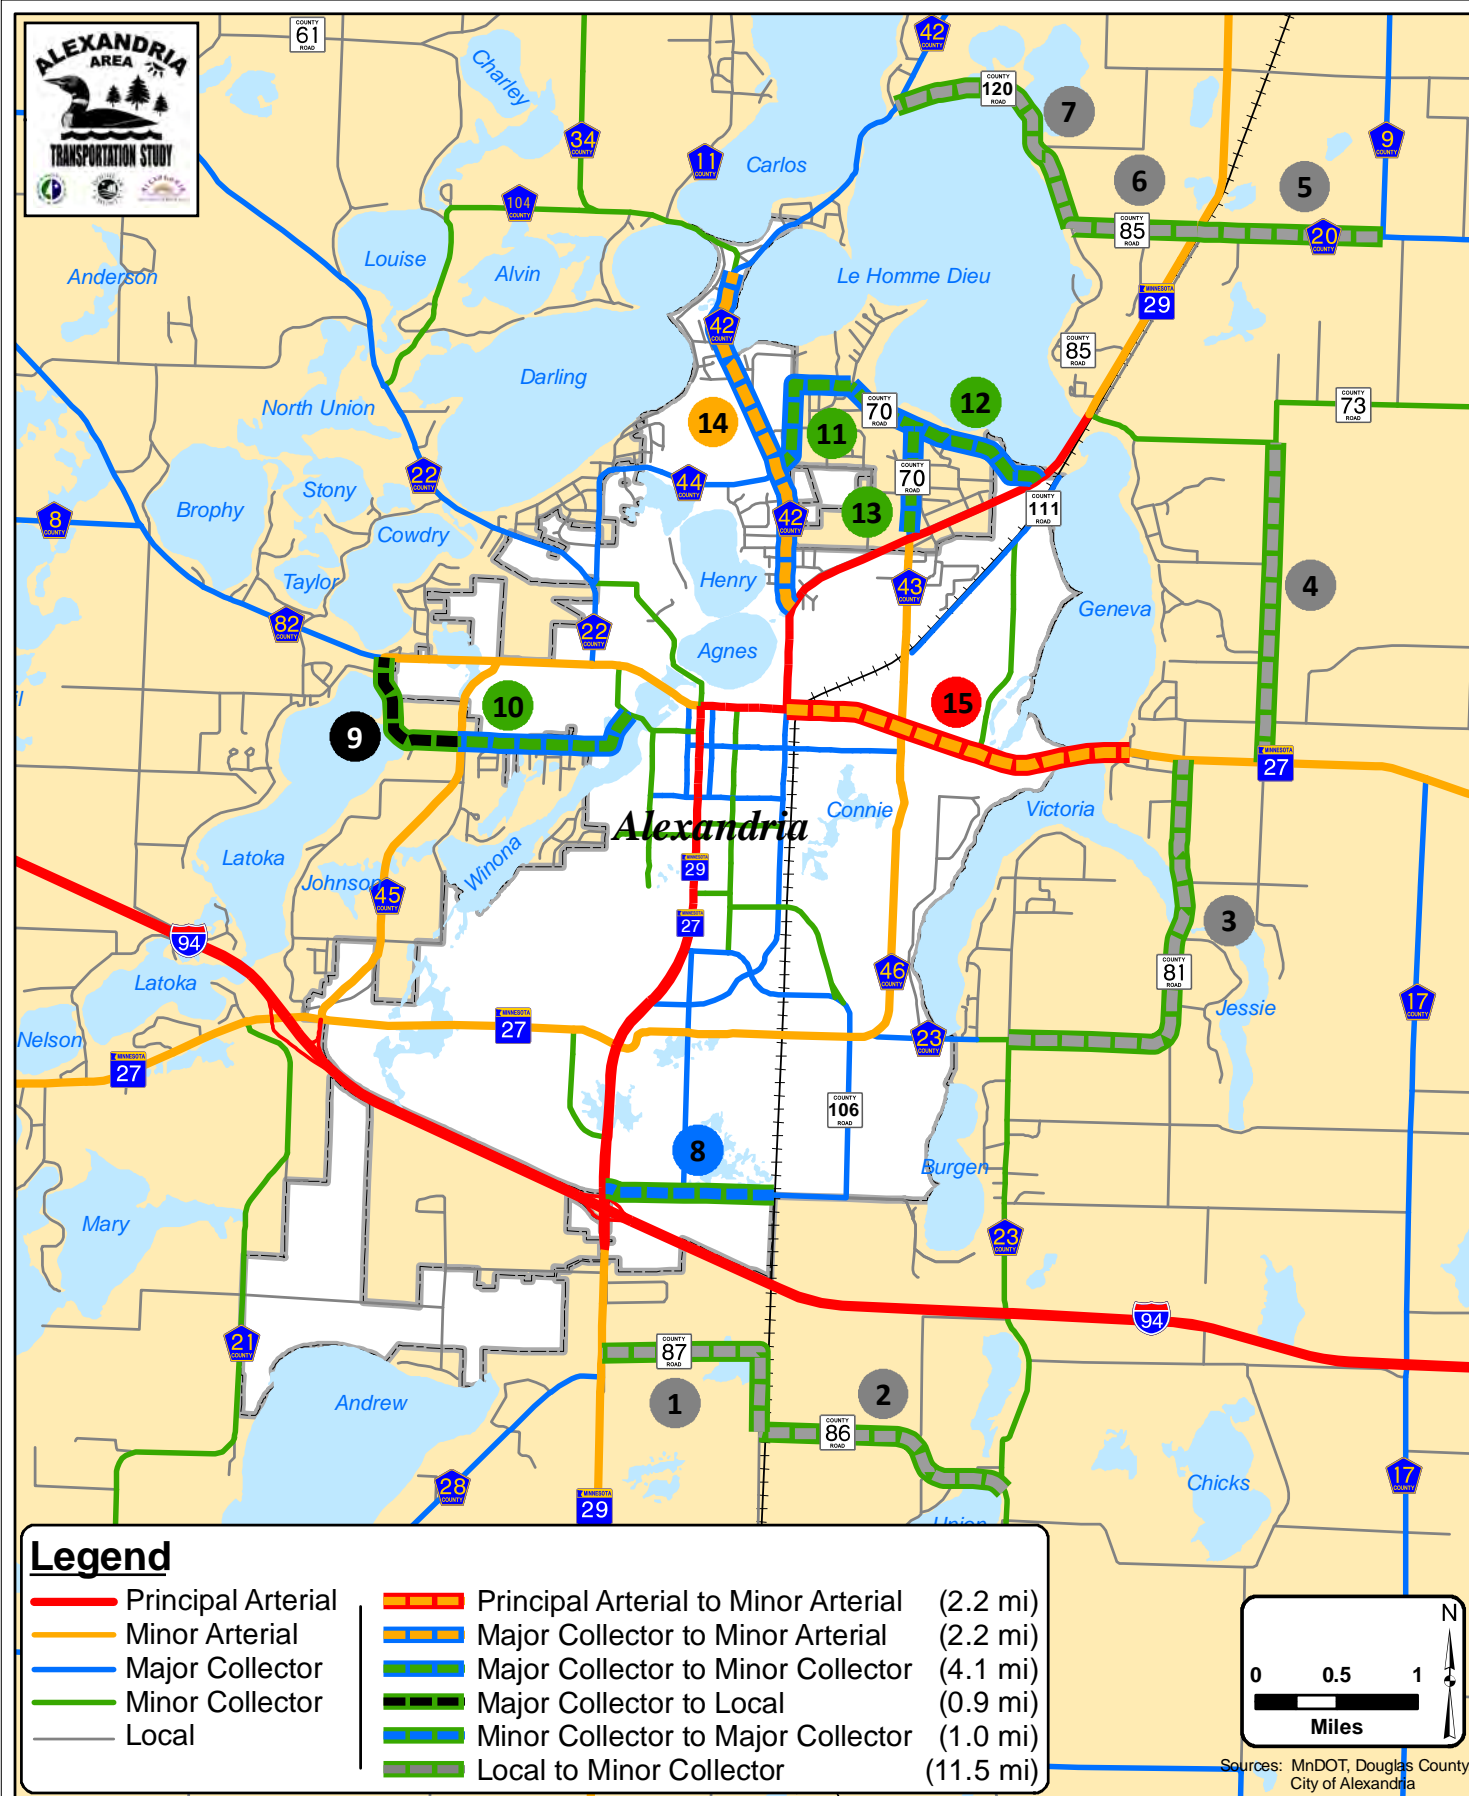 ALEXANDRIA
AREA
TRANSPORTATION STUDY
COUNTY
61
ROAD
Charley
42
COUNTY
COUNTY
120
ROAD
7
34
COUNTY
11
COUNTY
Carlos
9
COUNTY
6
5
104
COUNTY
COUNTY
85
ROAD
20
COUNTY
Louise
Alvin
Anderson
Le Homme Dieu
MINNESOTA
29
42
COUNTY
COUNTY
85
ROAD
Darling
North Union
14
COUNTY
70
ROAD
12
COUNTY
73
ROAD
11
22
COUNTY
Stony
44
COUNTY
COUNTY
70
ROAD
Brophy
8
COUNTY
42
COUNTY
13
COUNTY
111
ROAD
Cowdry
Taylor
Henry
43
COUNTY
4
Geneva
82
COUNTY
22
COUNTY
Agnes
10
15
9
MINNESOTA
27
Alexandria
Connie
Victoria
Latoka
Johnson
Winona
MINNESOTA
29
45
COUNTY
MINNESOTA
27
3
94
46
COUNTY
COUNTY
81
ROAD
Latoka
Jessie
17
COUNTY
Nelson
MINNESOTA
27
23
COUNTY
MINNESOTA
27
COUNTY
106
ROAD
8
Burgen
Mary
23
COUNTY
94
21
COUNTY
COUNTY
87
ROAD
Andrew
1
2
COUNTY
86
ROAD
28
COUNTY
17
COUNTY
Chicks
MINNESOTA
29
Union
Legend
Principal Arterial
Minor Arterial
Major Collector
Minor Collector
Local
Principal Arterial to Minor Arterial (2.2 mi)
Major Collector to Minor Arterial (2.2 mi)
Major Collector to Minor Collector (4.1 mi)
Major Collector to Local (0.9 mi)
Minor Collector to Major Collector (1.0 mi)
Local to Minor Collector (11.5 mi)
N
0 0.5 1
Miles
Sources: MnDOT, Douglas County
City of Alexandria